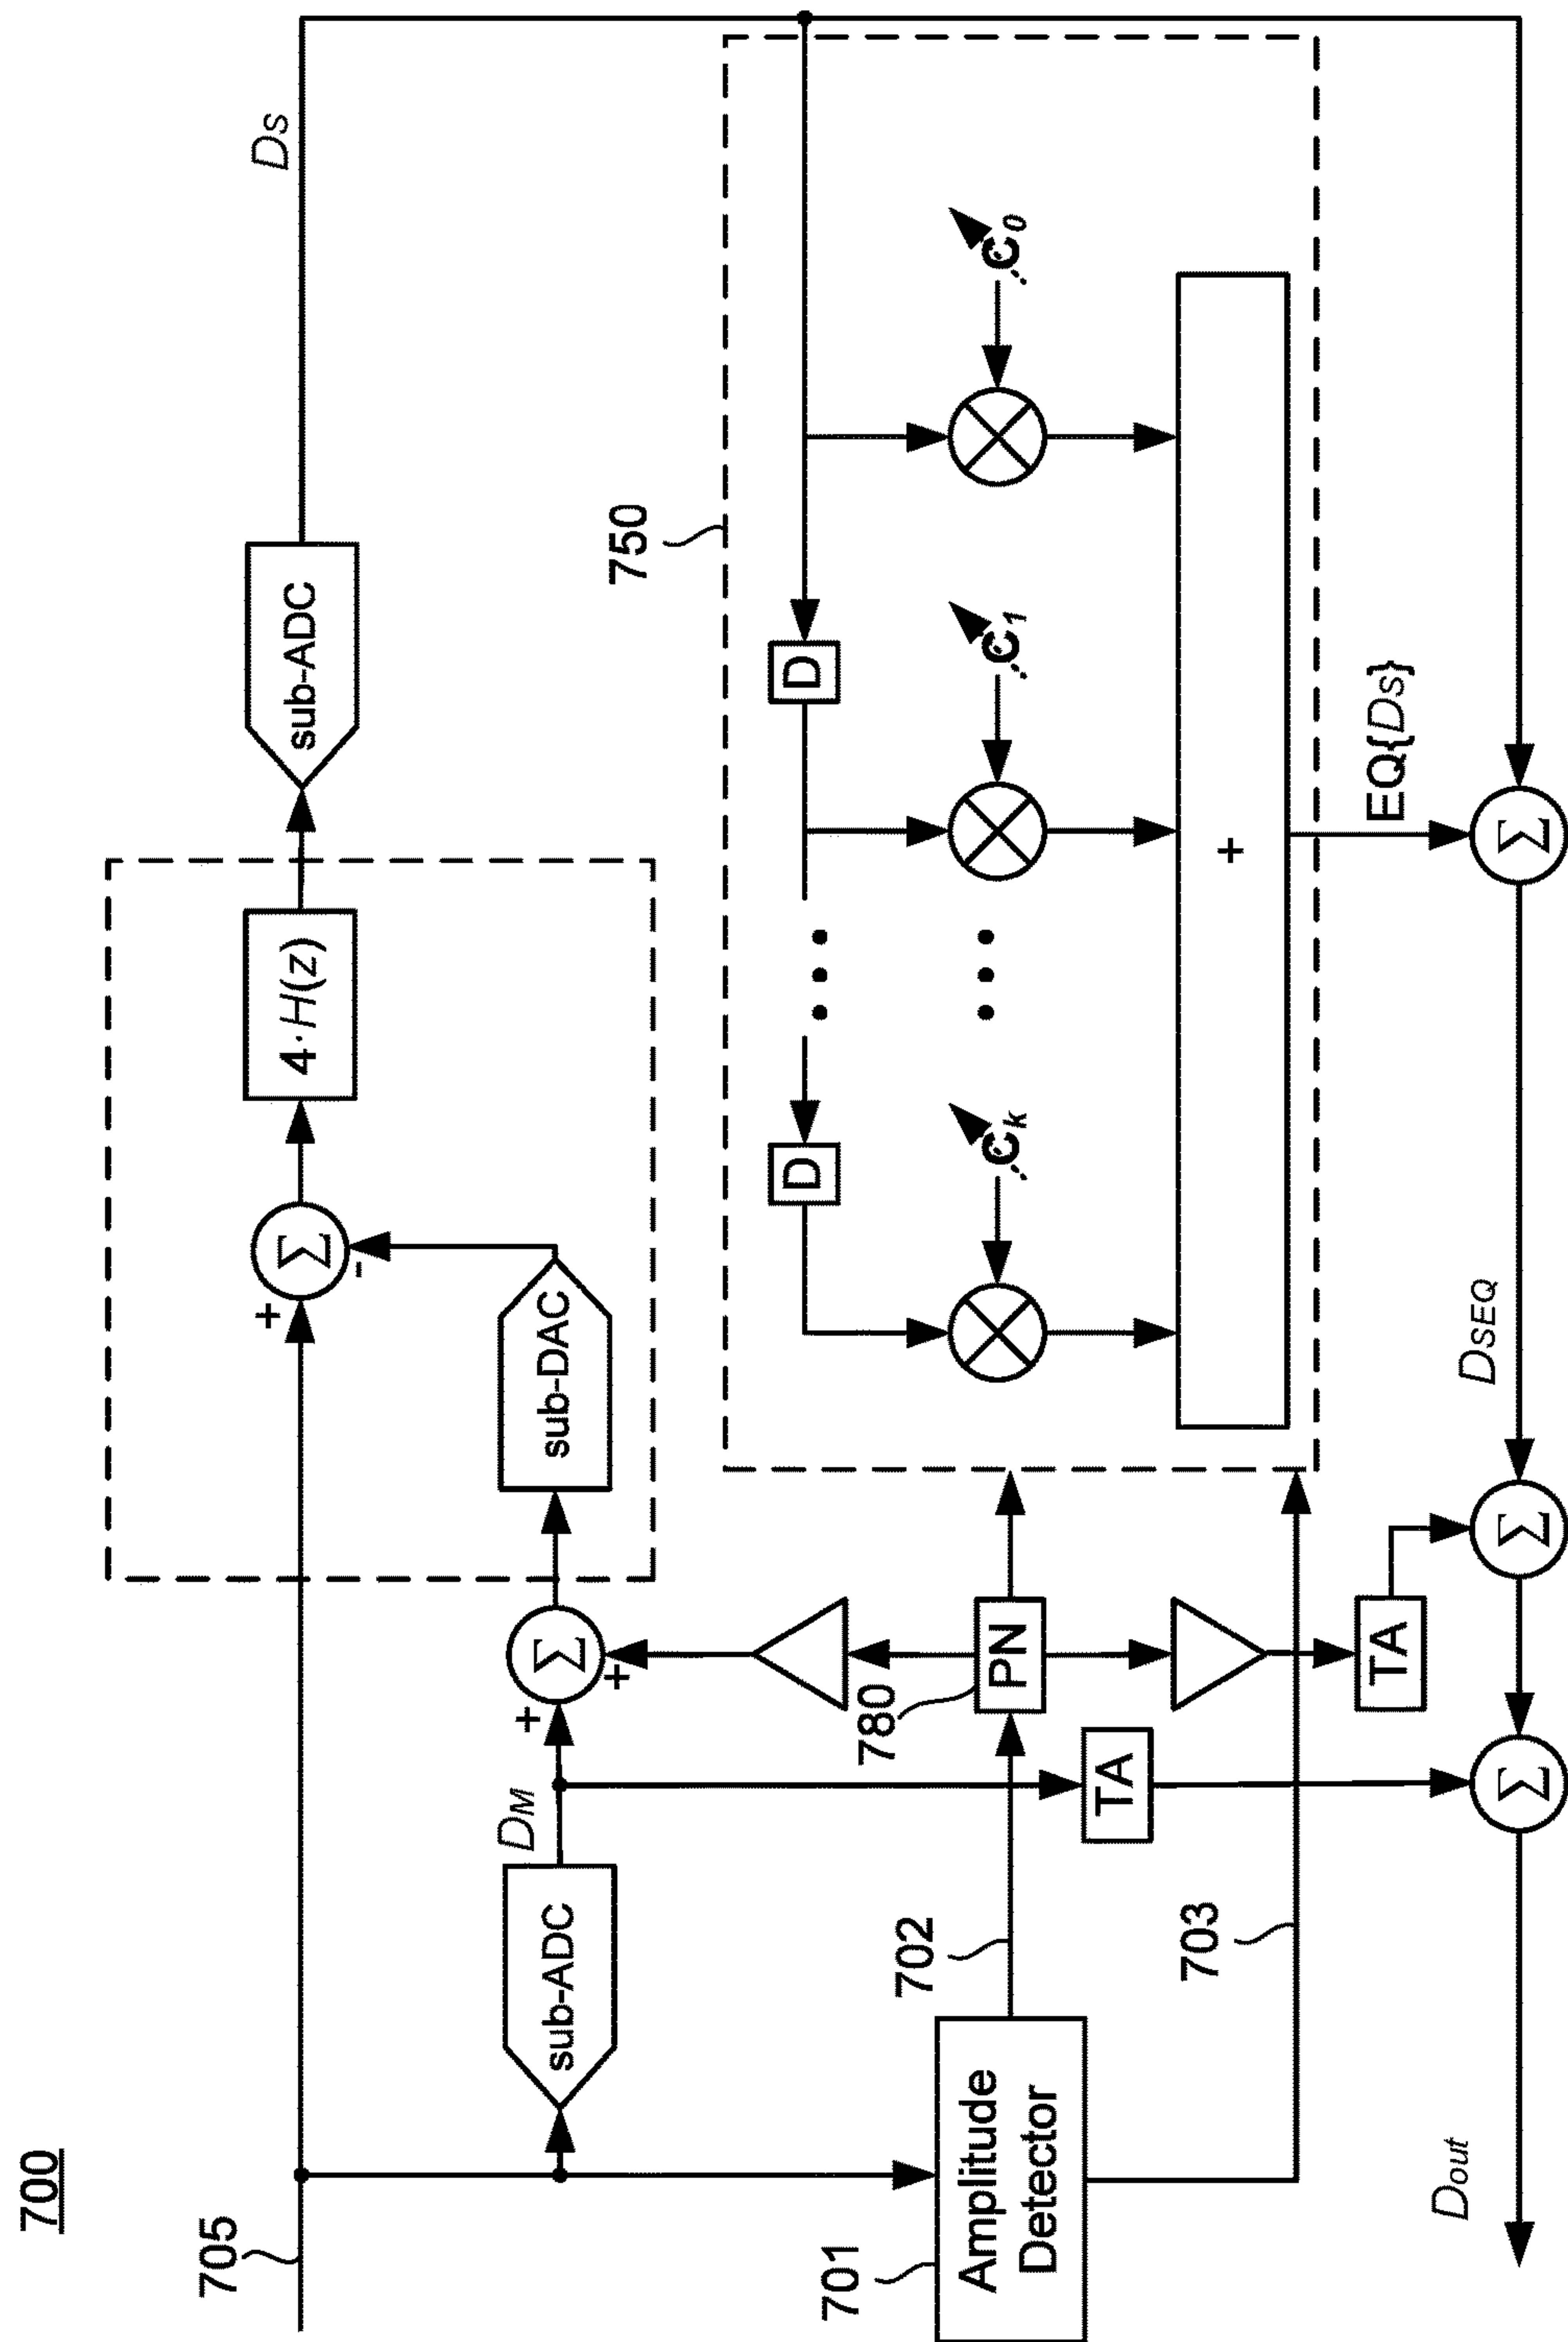 700
705
+
Σ
-
4·H(z)
sub-ADC
DS
sub-ADC
DM
+
Σ
+
sub-DAC
780
PN
750
D
• • •
D
Ck
C1
C0
• • •
+
701
Amplitude
Detector
702
703
TA
TA
EQ{DS}
Dout
Σ
Σ
DSEQ
Σ